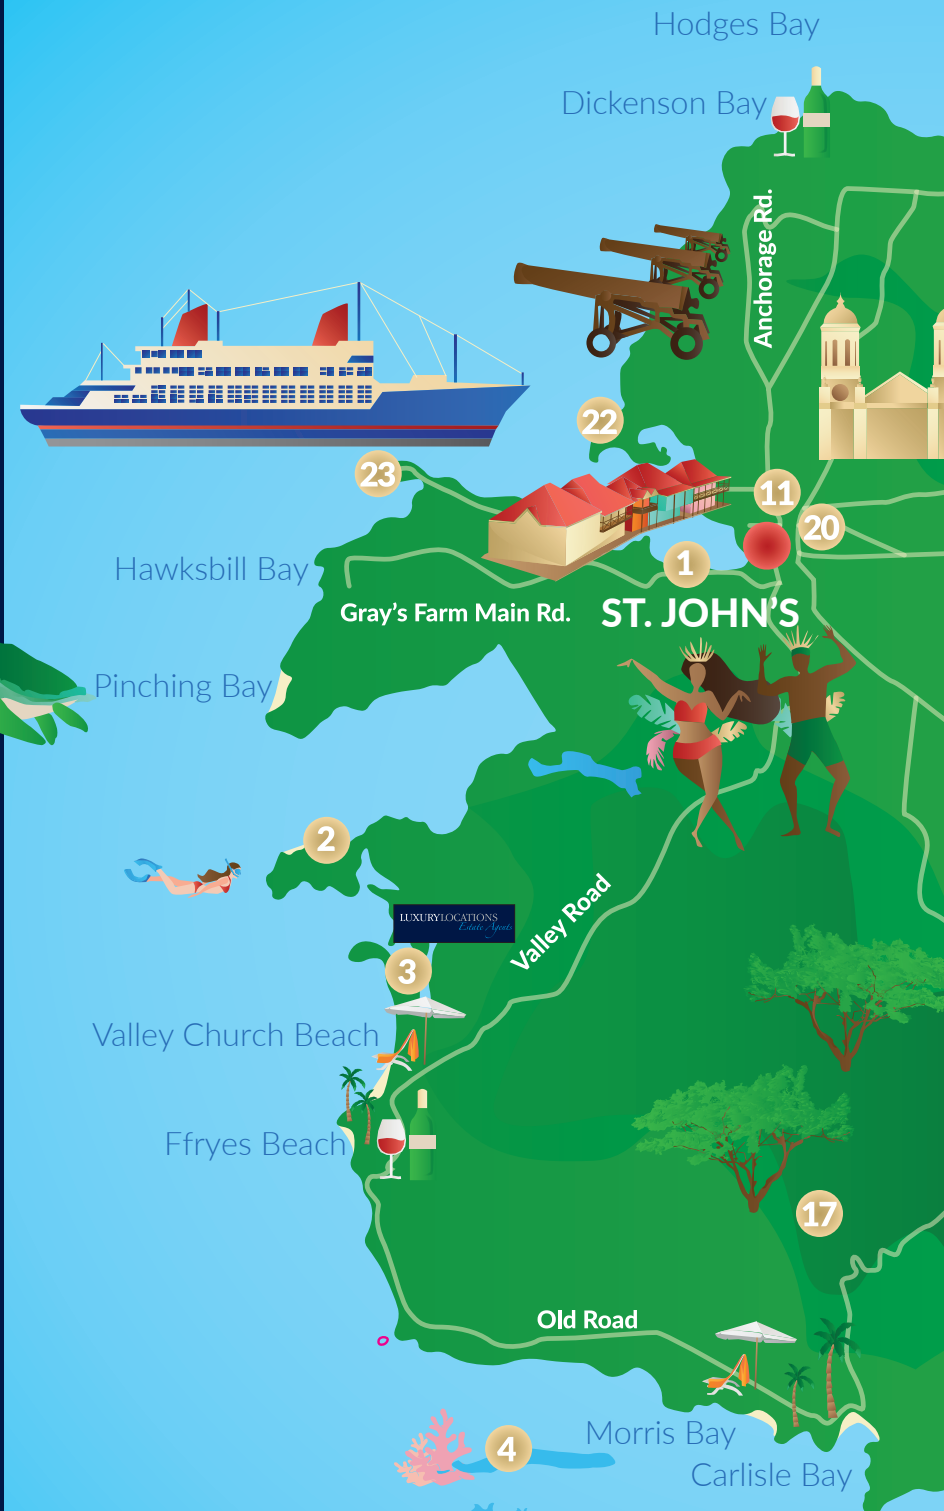 Hodges Bay
Dickenson Bay
Anchorage Rd.
22
23
11
20
1
Hawksbill Bay
Gray's Farm Main Rd.
ST. JOHN'S
Pinching Bay
2
LUXURYLOCATIONS
Estate Agents
Valley Road
3
Valley Church Beach
Ffryes Beach
17
Old Road
Morris Bay
4
Carlisle Bay